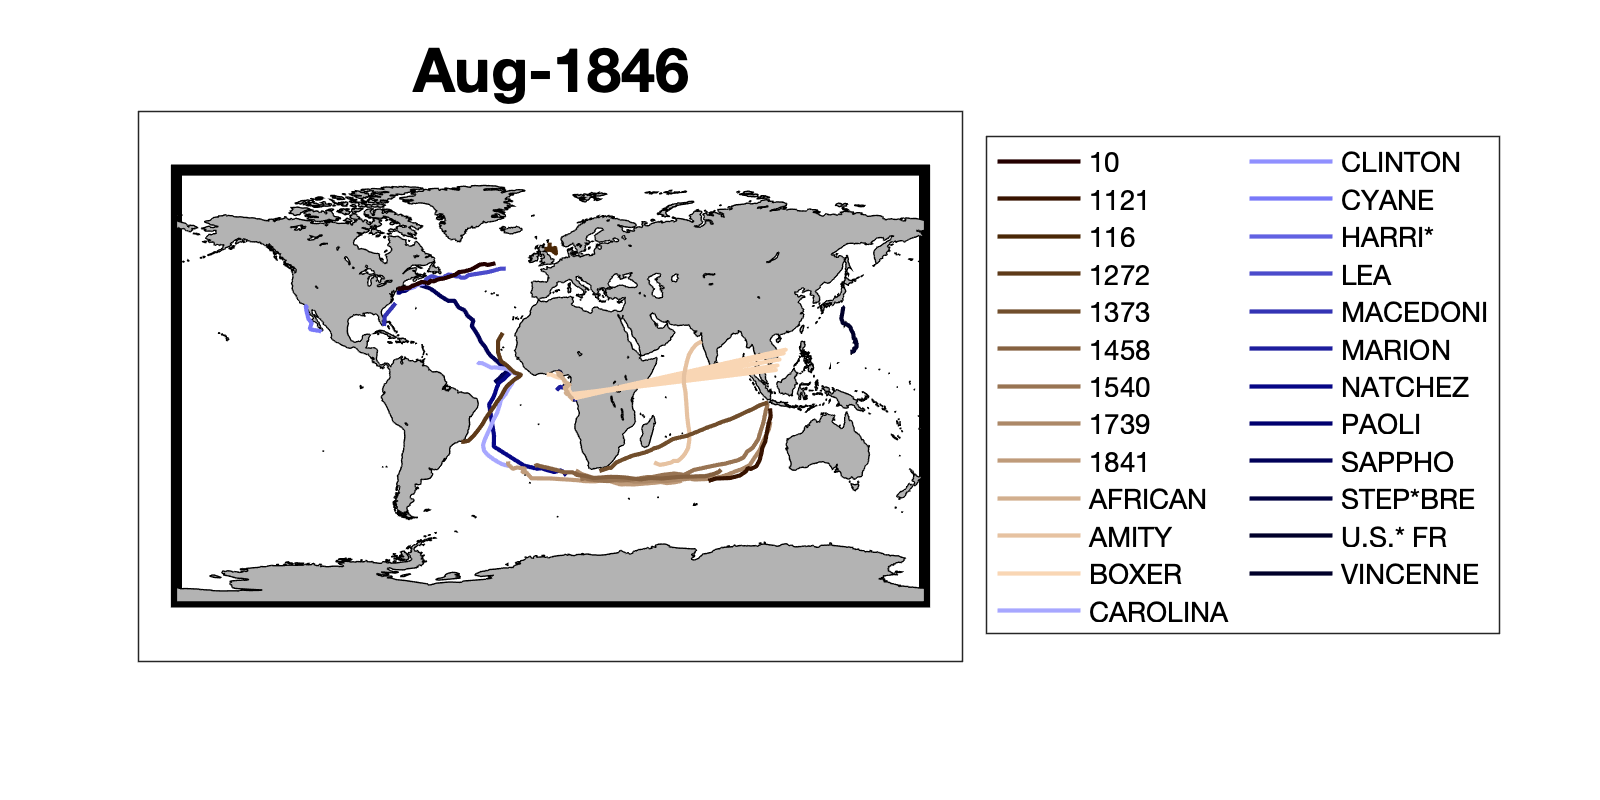 Aug-1846
10
1121
116
1272
1373
1458
1540
1739
1841
AFRICAN
AMITY
BOXER
CAROLINA
CLINTON
CYANE
HARRI*
LEA
MACEDONI
MARION
NATCHEZ
PAOLI
SAPPHO
STEP*BRE
U.S.* FR
VINCENNE